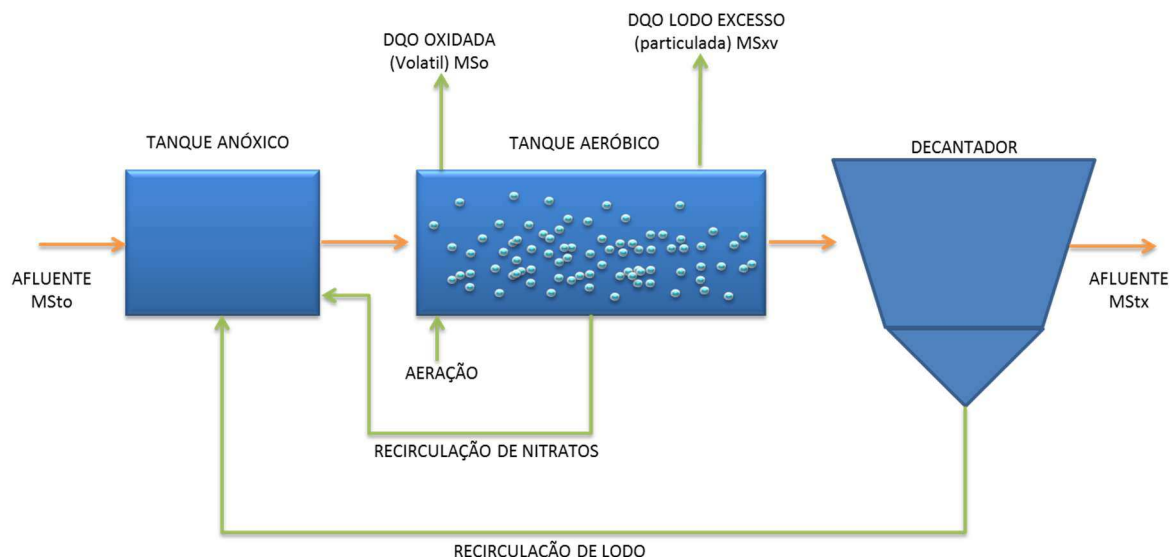 DQO OXIDADA
(Volatil) MSo
DQO LODO EXCESSO
(particulada) MSxv
TANQUE ANÓXICO
TANQUE AERÓBICO
DECANTADOR
AFLUENTE
MSto
AFLUENTE
MStx
AERAÇÃO
RECIRCULAÇÃO DE NITRATOS
RECIRCULAÇÃO DE LODO